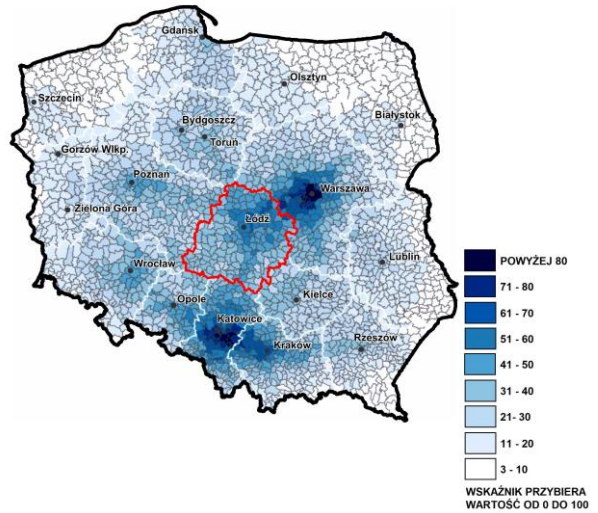 Gdańsk
Olsztyn
Szczecin
Białystok
Bydgoszcz
Toruń
Gorzów Wlkp.
Poznań
Warszawa
Zielona Góra
Łódź
Wrocław
Lublin
Opole
Kielce
Katowice
Kraków
Rzeszów
POWYŻEJ 80
71 - 80
61 - 70
51 - 60
41 - 50
31 - 40
21- 30
11 - 20
3 - 10
WSKAŹNIK PRZYBIERA
WARTOŚĆ OD 0 DO 100